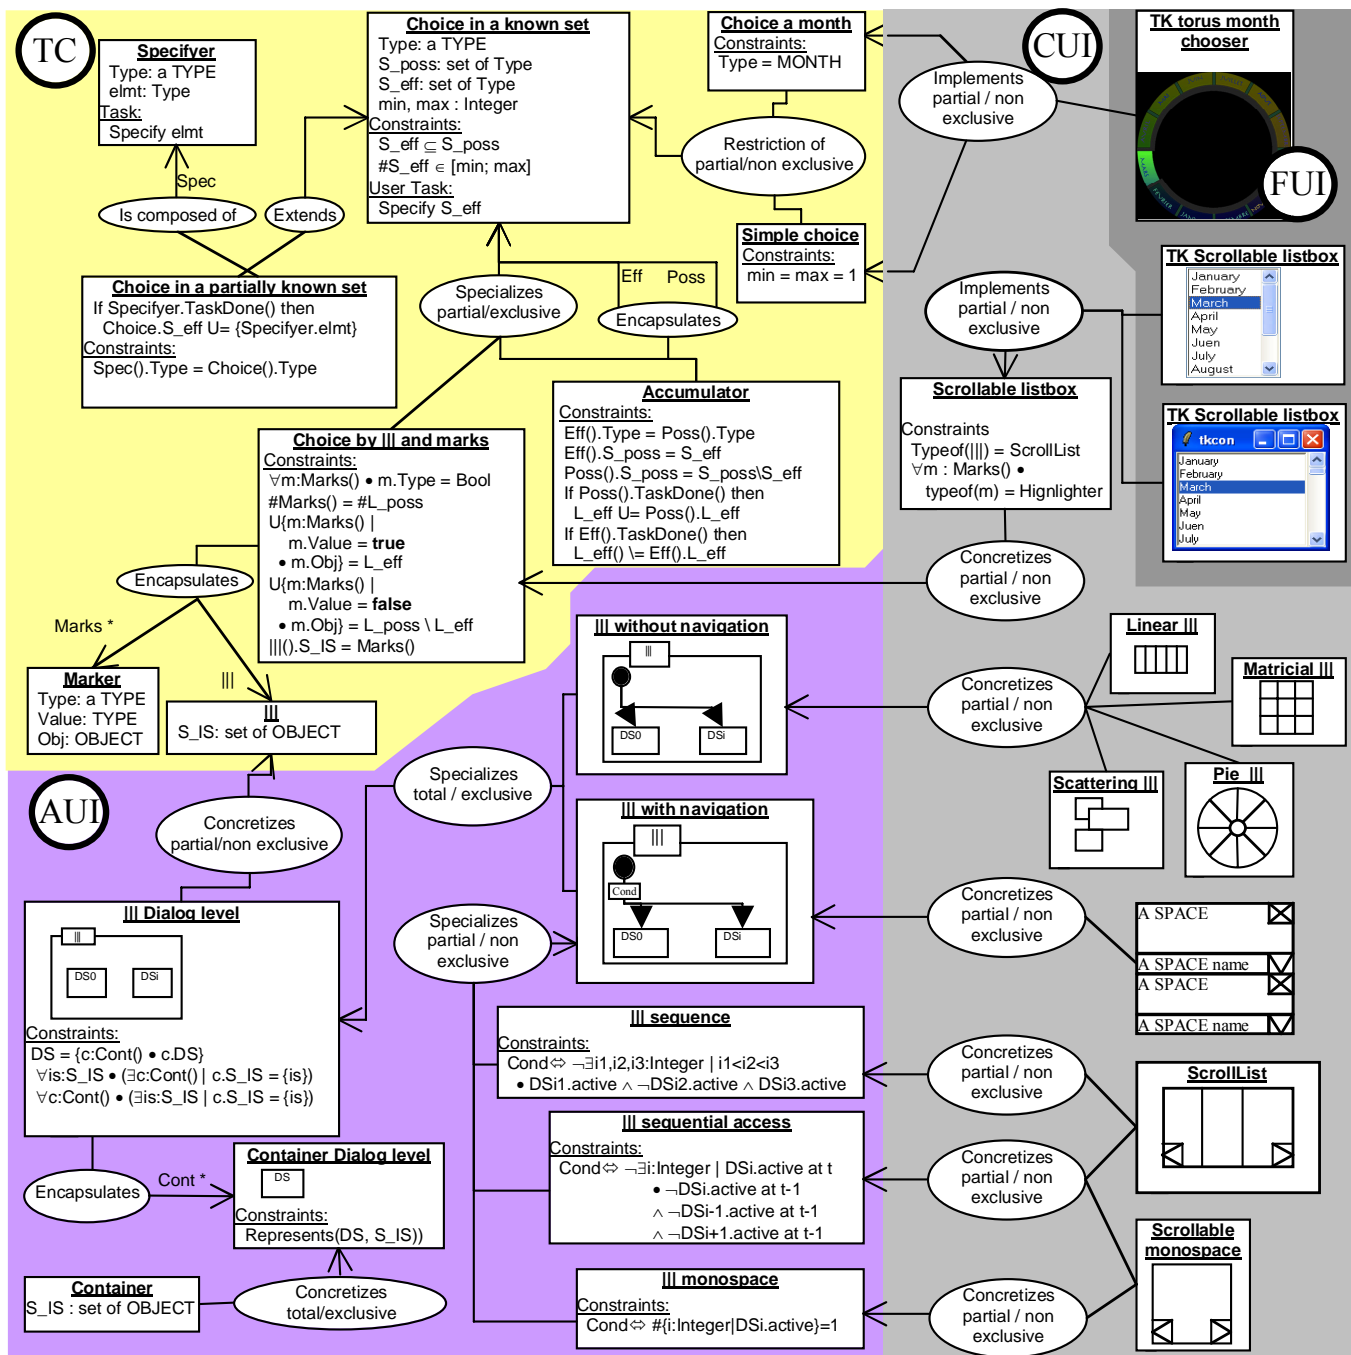 TC
Specifyer
Type: a TYPE
elmt: Type
Task:
Specify elmt
Spec
Is composed of
Extends
Choice in a known set
Type: a TYPE
S_poss: set of Type
S_eff: set of Type
min, max : Integer
Constraints:
S_eff ⊆ S_poss
#S_eff ∈ [min; max]
User Task:
Specify S_eff
Choice a month
Constraints:
Type = MONTH
Restriction of
partial/non exclusive
Simple choice
Constraints:
min = max = 1
Choice in a partially known set
If Specifyer.TaskDone() then
Choice.S_eff U= {Specifyer.elmt}
Constraints:
Spec().Type = Choice().Type
Specializes
partial/exclusive
Eff
Poss
Encapsulates
Accumulator
Constraints:
Eff().Type = Poss().Type
Eff().S_poss = S_eff
Poss().S_poss = S_poss\S_eff
If Poss().TaskDone() then
L_eff U= Poss().L_eff
If Eff().TaskDone() then
L_eff() \= Eff().L_eff
Choice by ||| and marks
Constraints:
∀m:Marks() • m.Type = Bool
#Marks() = #L_poss
U{m:Marks() |
m.Value = true
• m.Obj} = L_eff
U{m:Marks() |
m.Value = false
• m.Obj} = L_poss \ L_eff
|||().S_IS = Marks()
Encapsulates
Marks *
|||
Marker
Type: a TYPE
Value: TYPE
Obj: OBJECT
|||
S_IS: set of OBJECT
CUI
Implements
partial / non
exclusive
TK torus month
chooser
FUI
Implements
partial / non
exclusive
TK Scrollable listbox
January
February
March
April
May
Juen
July
August
Scrollable listbox
Constraints
Typeof(|||) = ScrollList
∀m : Marks() •
typeof(m) = Hignlighter
TK Scrollable listbox
tkcon
January
February
March
April
May
Juen
July
Concretizes
partial / non
exclusive
AUI
Concretizes
partial/non exclusive
Specializes
total / exclusive
||| without navigation
|||
DS0
DSi
||| with navigation
|||
Cond
DS0
DSi
Concretizes
partial / non
exclusive
Linear |||
Matricial |||
Scattering |||
Pie |||
||| Dialog level
|||
DS0
DSi
Constraints:
DS = {c:Cont() • c.DS}
∀is:S_IS • (∃c:Cont() | c.S_IS = {is})
∀c:Cont() • (∃is:S_IS | c.S_IS = {is})
Specializes
partial / non
exclusive
Concretizes
partial / non
exclusive
A SPACE
A SPACE name
A SPACE
A SPACE name
||| sequence
Constraints:
Cond⇔ ¬∃i1,i2,i3:Integer | i1<i2<i3
• DSi1.active ∧ ¬DSi2.active ∧ DSi3.active
Concretizes
partial / non
exclusive
ScrollList
||| sequential access
Constraints:
Cond⇔ ¬∃i:Integer | DSi.active at t
• ¬DSi.active at t-1
∧ ¬DSi-1.active at t-1
∧ ¬DSi+1.active at t-1
Concretizes
partial / non
exclusive
Scrollable
monospace
Encapsulates
Cont *
Container Dialog level
DS
Constraints:
Represents(DS, S_IS))
Container
S_IS : set of OBJECT
Concretizes
total/exclusive
||| monospace
Constraints:
Cond⇔ #{i:Integer|DSi.active}=1
Concretizes
partial / non
exclusive